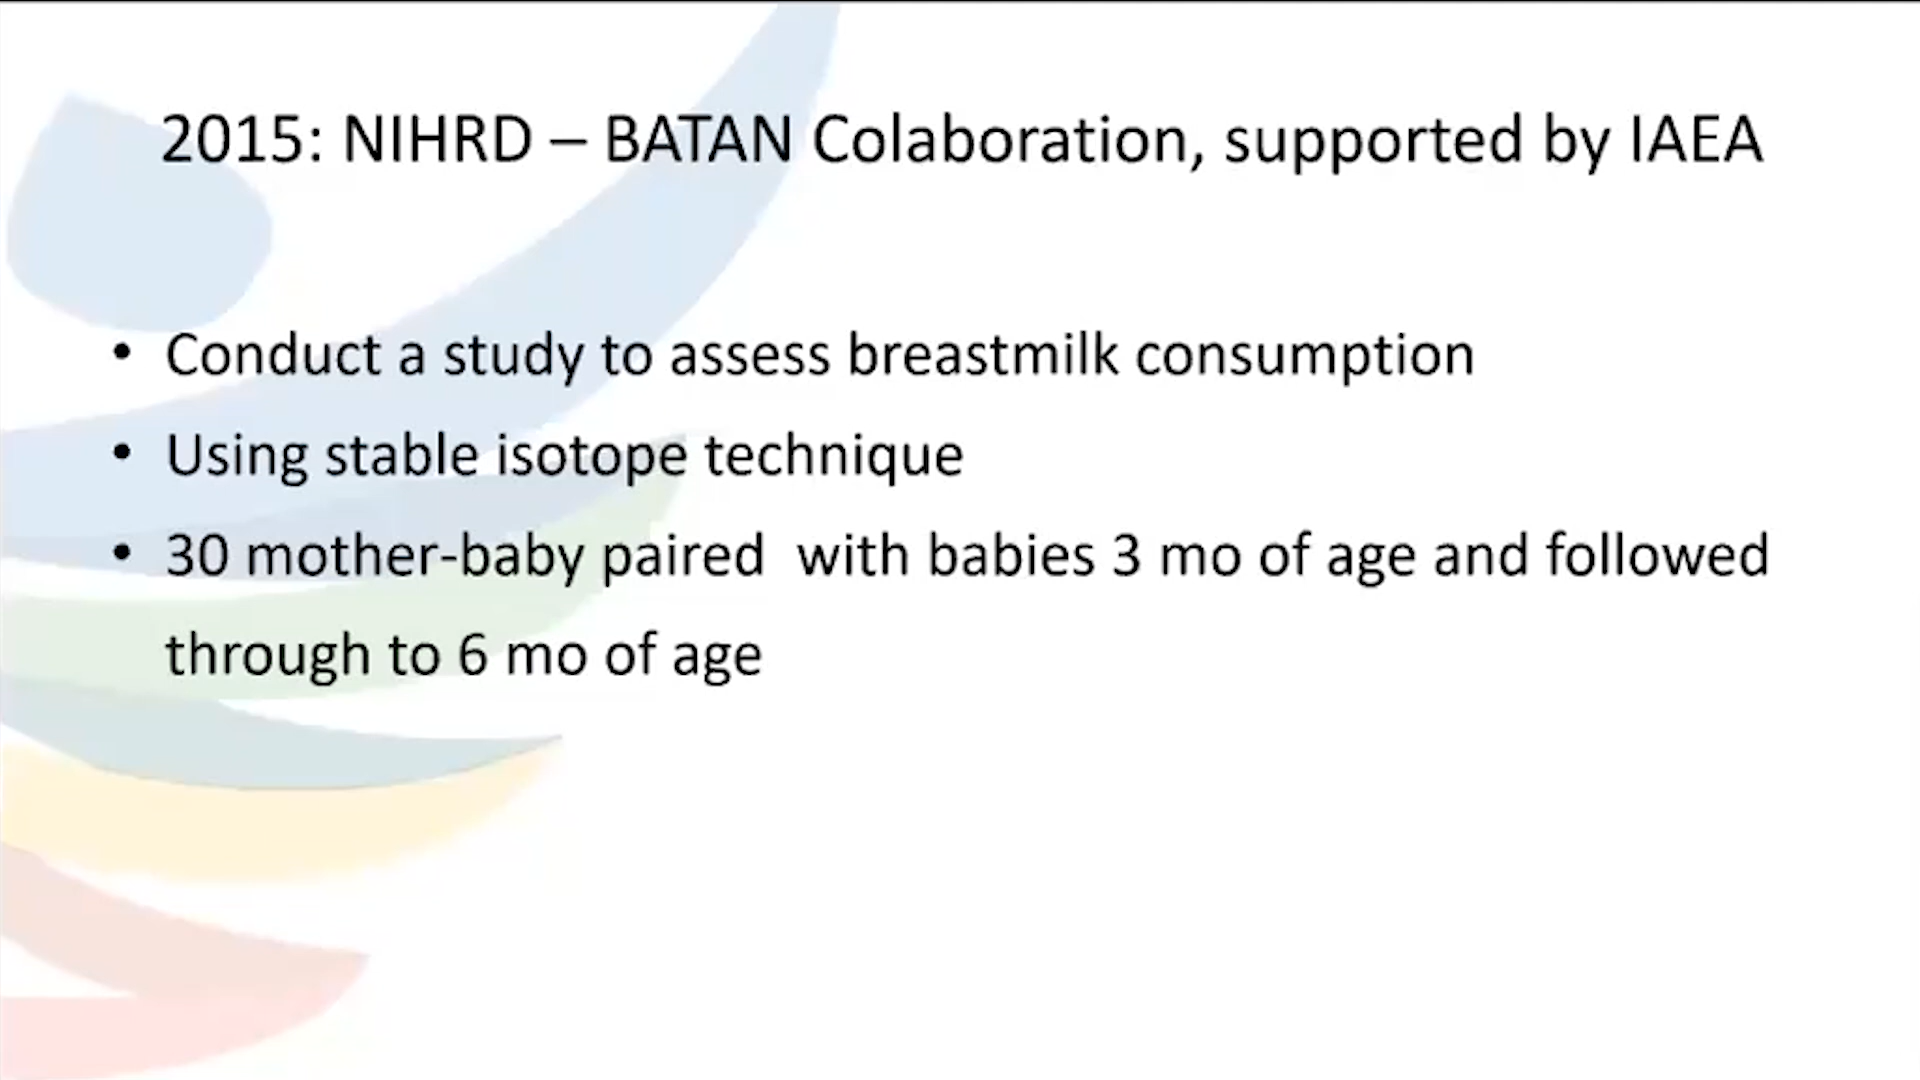 2015: NIHRD – BATAN Colaboration, supported by IAEA
• Conduct a study to assess breastmilk consumption
• Using stable isotope technique
• 30 mother-baby paired  with babies 3 mo of age and followed
through to 6 mo of age